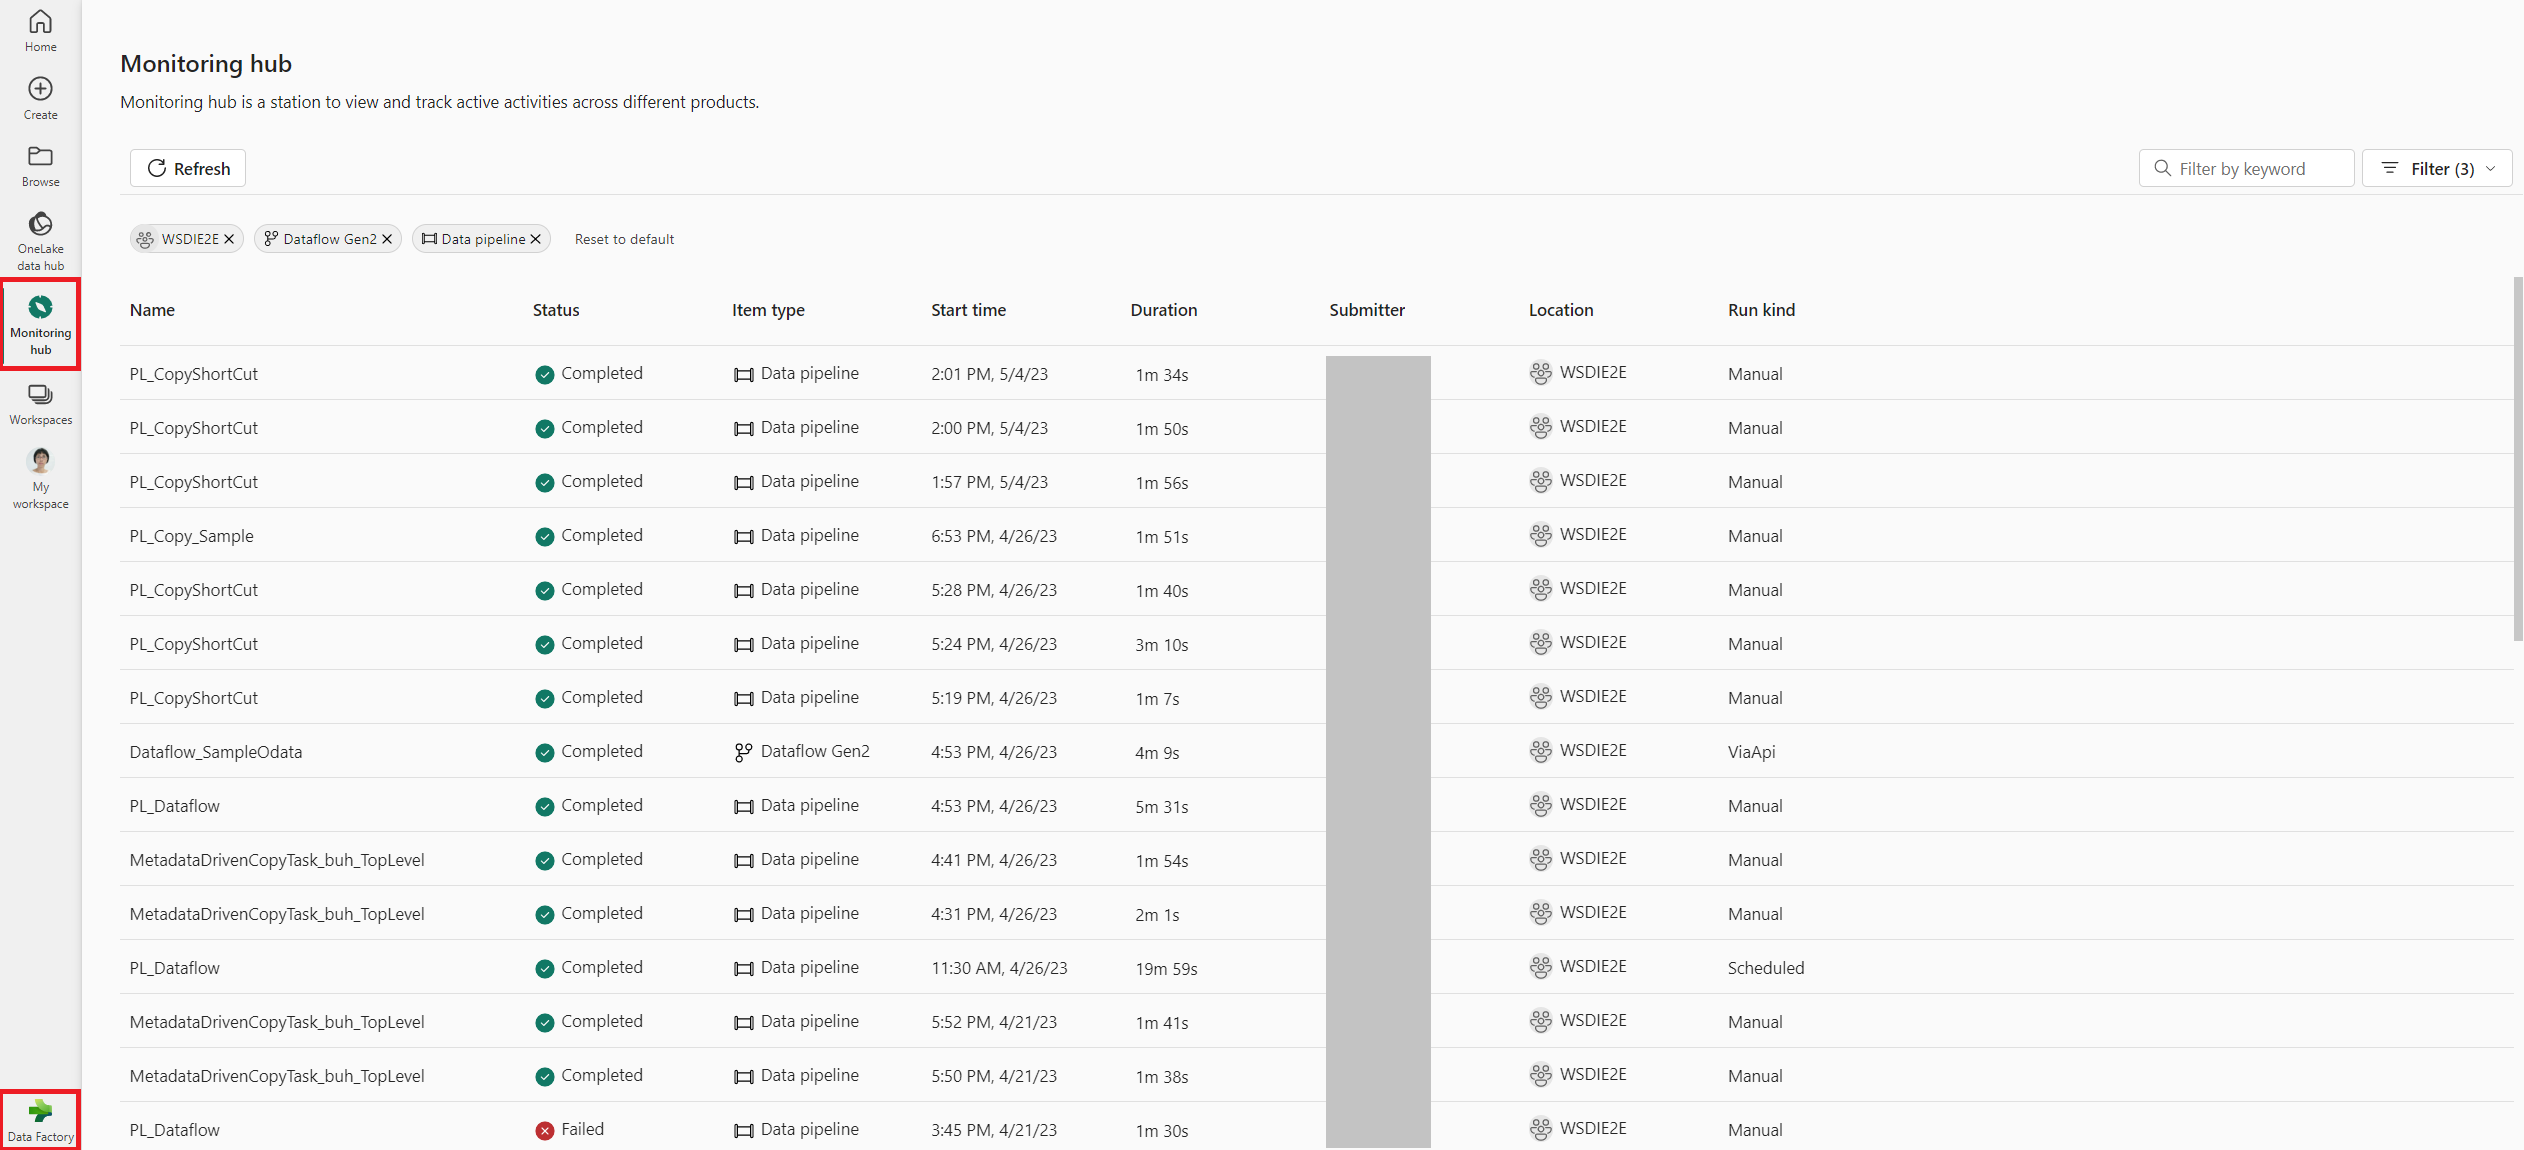 Home
Create
Browse
OneLake
data hub
Monitoring
hub
Workspaces
My
workspace
Data Factory
Monitoring hub
Monitoring hub is a station to view and track active activities across different products.
Refresh
Filter by keyword
Filter (3)
WSDIE2E Dataflow Gen2 Data pipeline Reset to default
Name Status Item type Start time Duration Submitter Location Run kind
PL_CopyShortCut Completed Data pipeline 2:01 PM, 5/4/23 1m 34s WSDIE2E Manual
PL_CopyShortCut Completed Data pipeline 2:00 PM, 5/4/23 1m 50s WSDIE2E Manual
PL_CopyShortCut Completed Data pipeline 1:57 PM, 5/4/23 1m 56s WSDIE2E Manual
PL_Copy_Sample Completed Data pipeline 6:53 PM, 4/26/23 1m 51s WSDIE2E Manual
PL_CopyShortCut Completed Data pipeline 5:28 PM, 4/26/23 1m 40s WSDIE2E Manual
PL_CopyShortCut Completed Data pipeline 5:24 PM, 4/26/23 3m 10s WSDIE2E Manual
PL_CopyShortCut Completed Data pipeline 5:19 PM, 4/26/23 1m 7s WSDIE2E Manual
Dataflow_SampleOdata Completed Dataflow Gen2 4:53 PM, 4/26/23 4m 9s WSDIE2E ViaApi
PL_Dataflow Completed Data pipeline 4:53 PM, 4/26/23 5m 31s WSDIE2E Manual
MetadataDrivenCopyTask_buh_TopLevel Completed Data pipeline 4:41 PM, 4/26/23 1m 54s WSDIE2E Manual
MetadataDrivenCopyTask_buh_TopLevel Completed Data pipeline 4:31 PM, 4/26/23 2m 1s WSDIE2E Manual
PL_Dataflow Completed Data pipeline 11:30 AM, 4/26/23 19m 59s WSDIE2E Scheduled
MetadataDrivenCopyTask_buh_TopLevel Completed Data pipeline 5:52 PM, 4/21/23 1m 41s WSDIE2E Manual
MetadataDrivenCopyTask_buh_TopLevel Completed Data pipeline 5:50 PM, 4/21/23 1m 38s WSDIE2E Manual
PL_Dataflow Failed Data pipeline 3:45 PM, 4/21/23 1m 30s WSDIE2E Manual